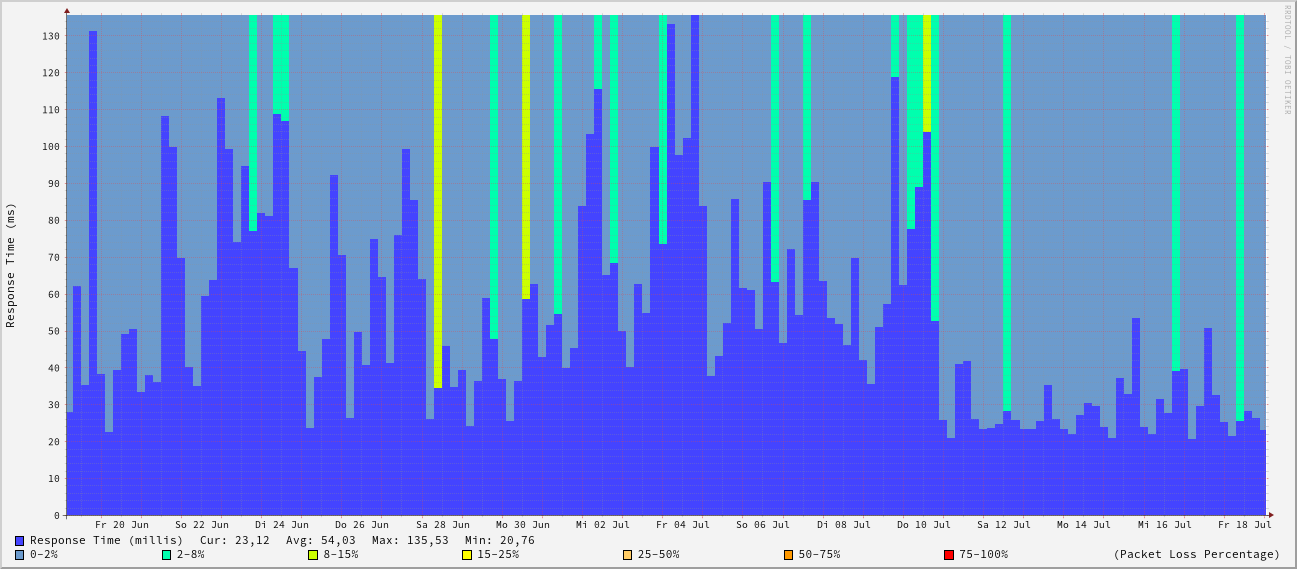 RRDTOOL / TOBI OETIKER
Response Time (ms)
130
120
110
100
90
80
70
60
50
40
30
20
10
0
Fr 20 Jun So 22 Jun Di 24 Jun Do 26 Jun Sa 28 Jun Mo 30 Jun Mi 02 Jul Fr 04 Jul So 06 Jul Di 08 Jul Do 10 Jul Sa 12 Jul Mo 14 Jul Mi 16 Jul Fr 18 Jul
Response Time (millis) Cur: 23,12 Avg: 54,03 Max: 135,53 Min: 20,76
0-2% 2-8% 8-15% 15-25% 25-50% 50-75% 75-100% (Packet Loss Percentage)